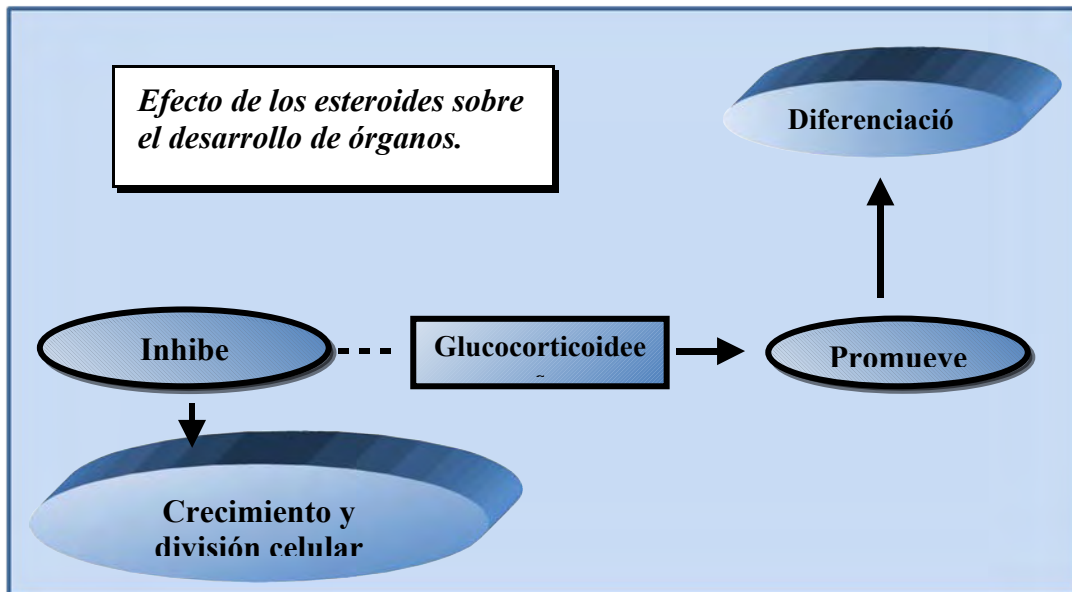 Efecto de los esteroides sobre
el desarrollo de órganos.
Diferenciació
Inhibe
Glucocorticoidee
Promueve
Crecimiento y
división celular